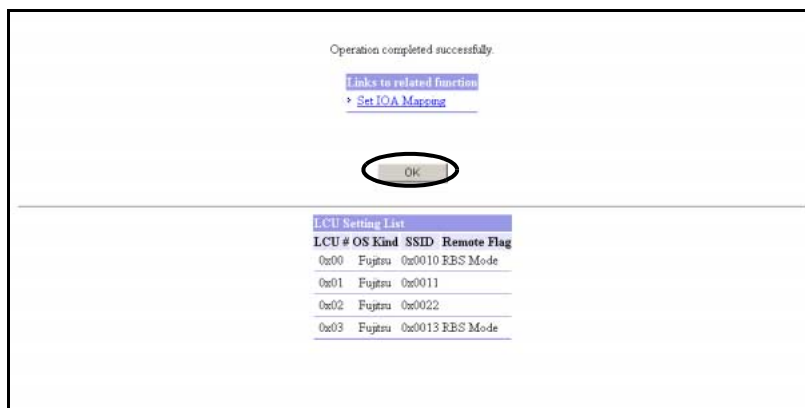 Operation completed successfully.
Links to related function
Set IOA Mapping
OK
LCU Setting List
LCU # OS Kind SSID Remote Flag
0x00 Fujitsu 0x0010 RBS Mode
0x01 Fujitsu 0x0011
0x02 Fujitsu 0x0022
0x03 Fujitsu 0x0013 RBS Mode